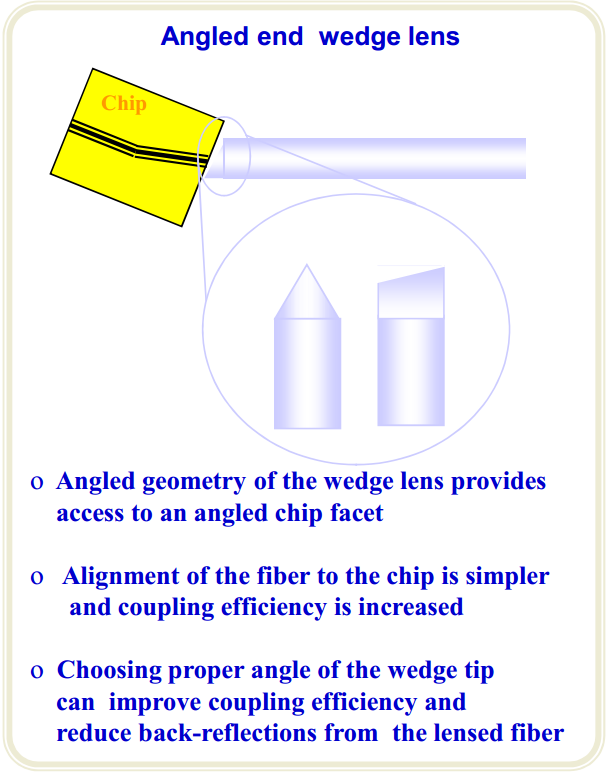 Angled end wedge lens
Chip
o Angled geometry of the wedge lens provides
access to an angled chip facet
o Alignment of the fiber to the chip is simpler
and coupling efficiency is increased
o Choosing proper angle of the wedge tip
can improve coupling efficiency and
reduce back-reflections from the lensed fiber